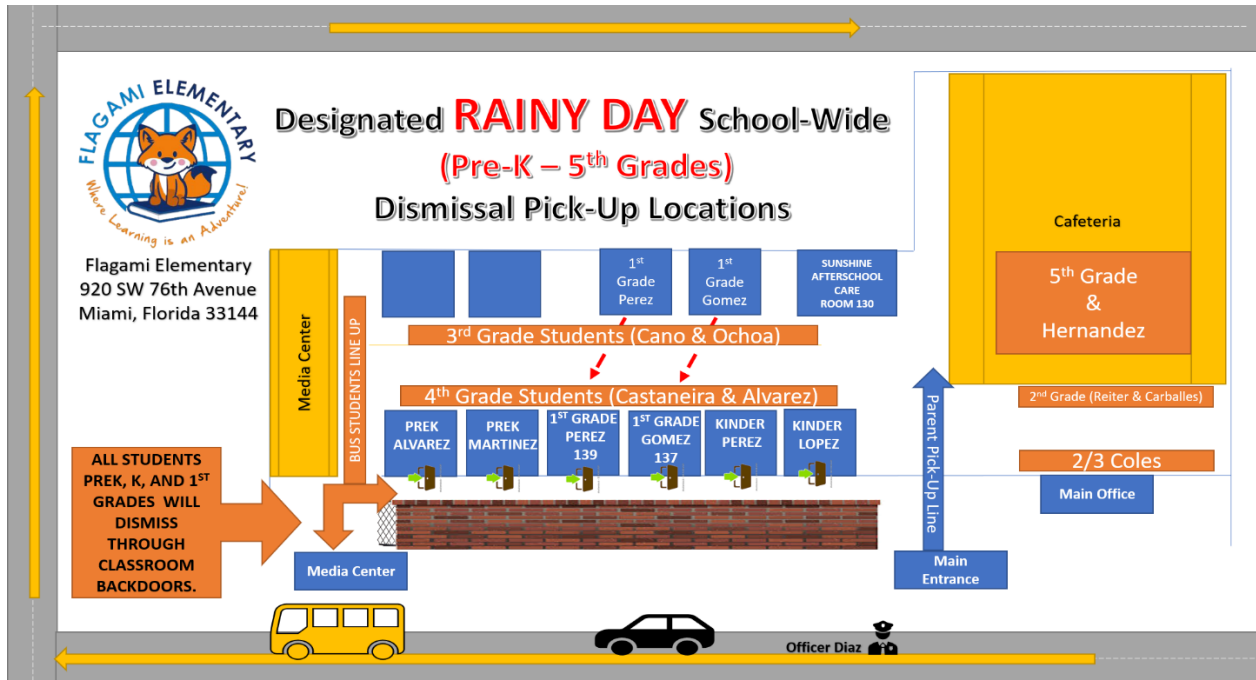 FLAGAMI ELEMENTARY
Where Learning is an Adventure!
Flagami Elementary
920 SW 76th Avenue
Miami, Florida 33144
Designated RAINY DAY School-Wide
(Pre-K – 5th Grades)
Dismissal Pick-Up Locations
Media Center
BUS STUDENTS LINE UP
1st
Grade
Perez
1st
Grade
Gomez
SUNSHINE
AFTERSCHOOL
CARE
ROOM 130
3rd Grade Students (Cano & Ochoa)
4th Grade Students (Castaneira & Alvarez)
PREK
ALVAREZ
PREK
MARTINEZ
1ST GRADE
PEREZ
139
1ST GRADE
GOMEZ
137
KINDER
PEREZ
KINDER
LOPEZ
Cafeteria
5th Grade
&
Hernandez
2nd Grade (Reiter & Carballes)
2/3 Coles
Main Office
Parent Pick-Up Line
Main
Entrance
ALL STUDENTS
PREK, K, AND 1ST
GRADES WILL
DISMISS
THROUGH
CLASSROOM
BACKDOORS.
Media Center
Officer Diaz